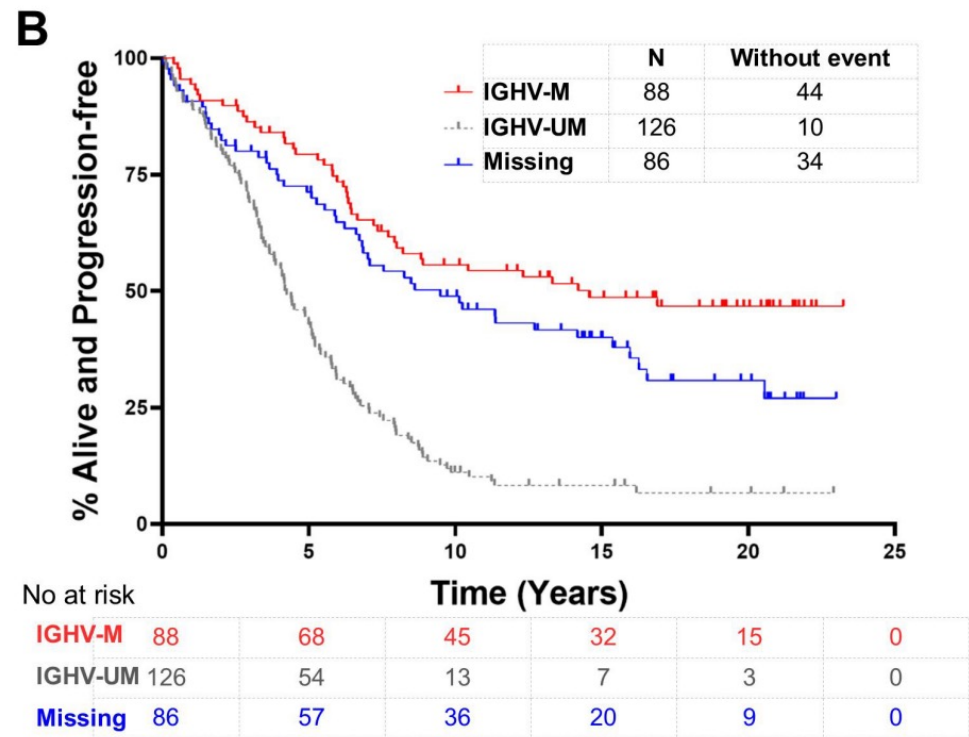 B
% Alive and Progression-free
100
75
50
25
0
0 5 10 15 20 25
Time (Years)
N Without event
IGHV-M 88 44
IGHV-UM 126 10
Missing 86 34
No at risk
IGHV-M 88 68 45 32 15 0
IGHV-UM 126 54 13 7 3 0
Missing 86 57 36 20 9 0